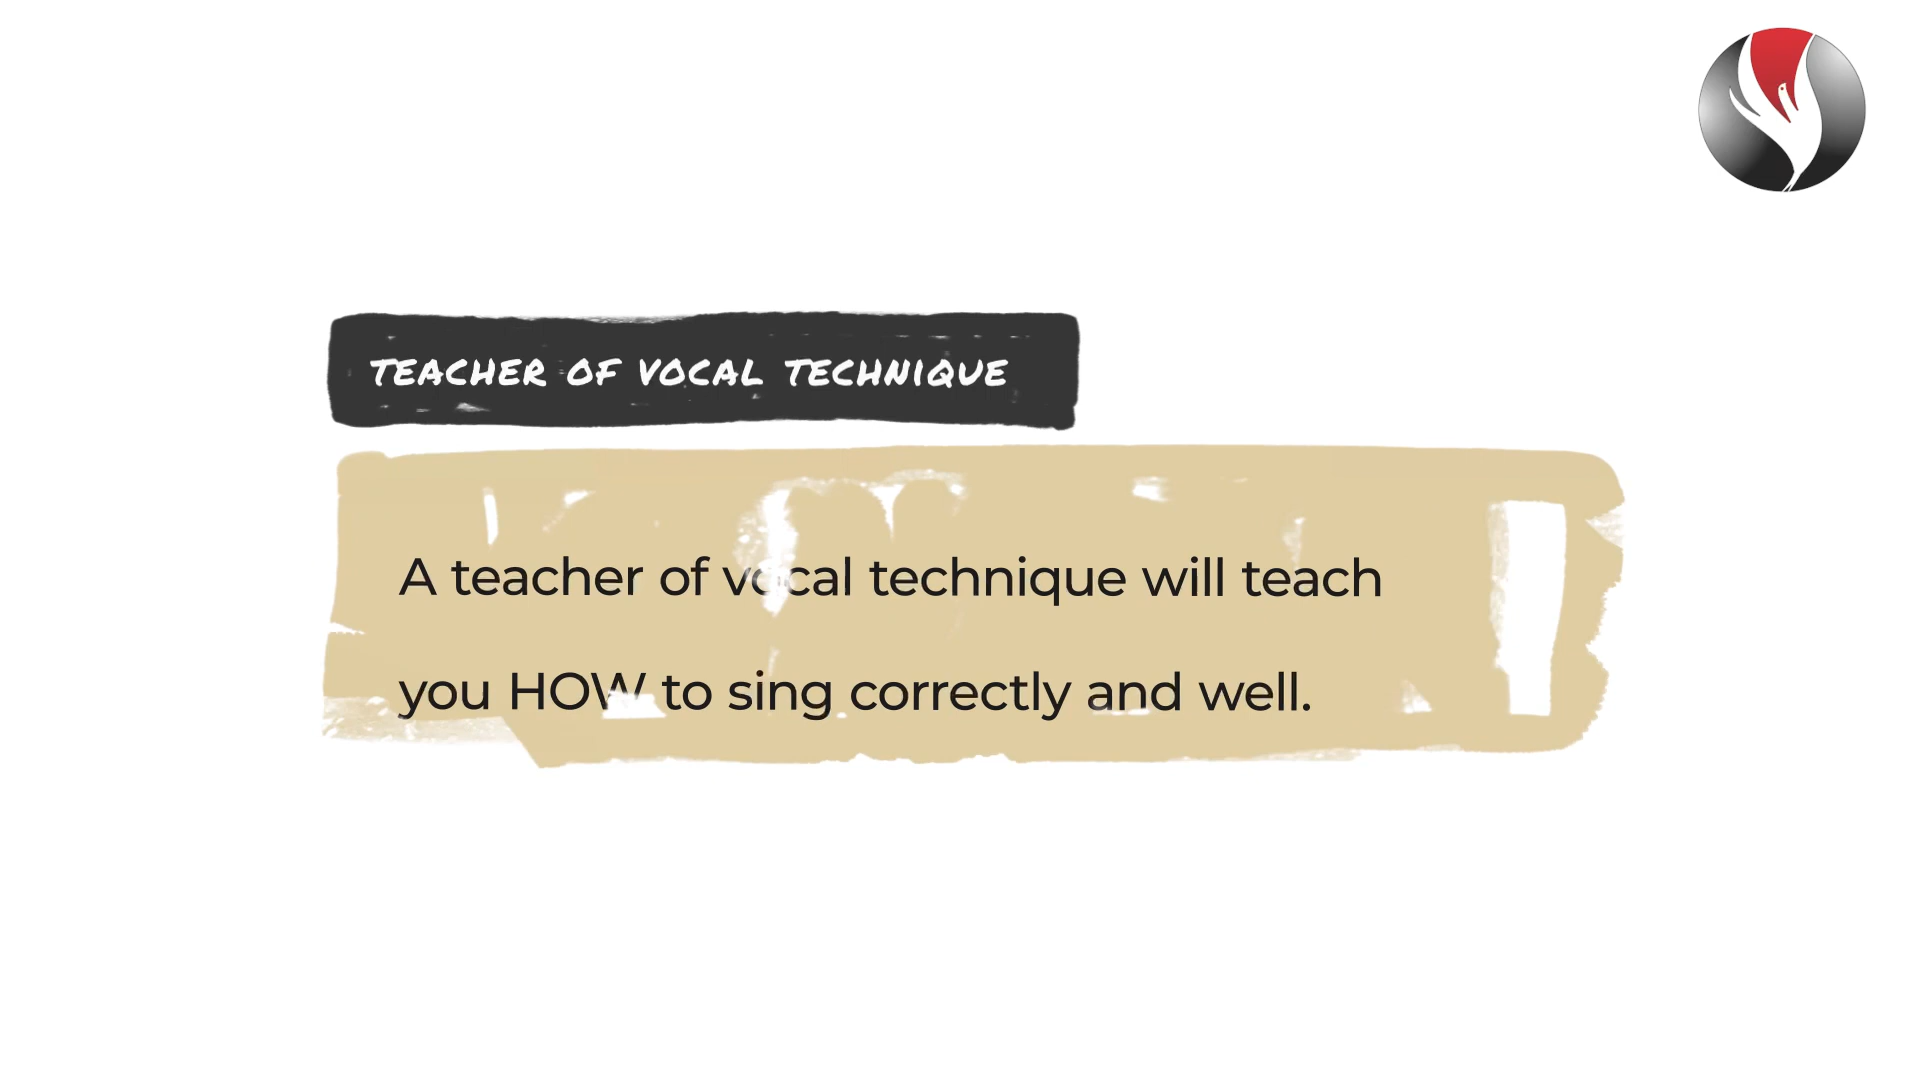 TEACHER OF VOCAL TECHNIQUE
A teacher of vocal technique will teach
you HOW to sing correctly and well.